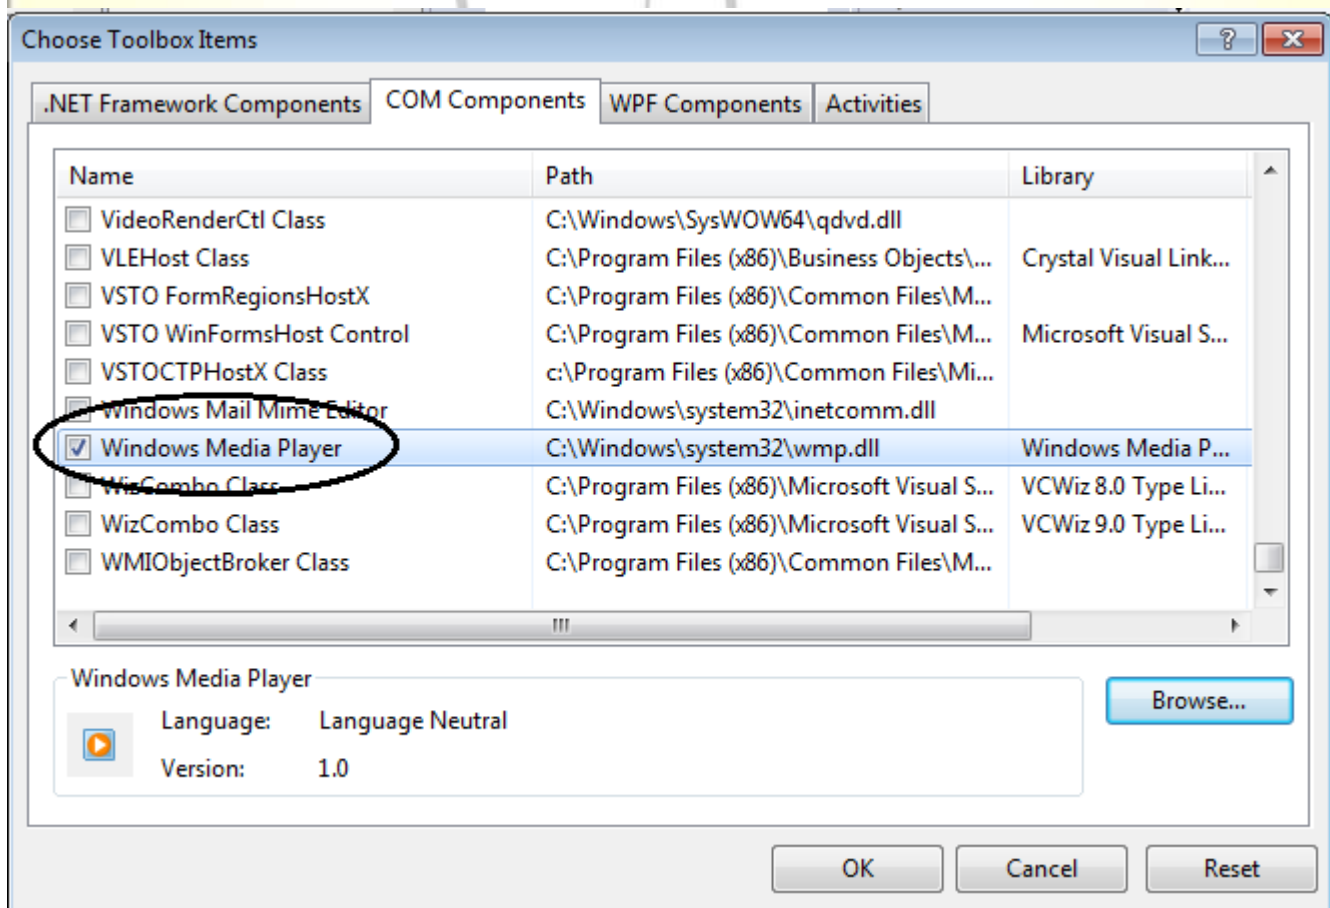 Choose Toolbox Items
.NET Framework Components COM Components WPF Components Activities
Name Path Library
VideoRenderCtl Class C:\Windows\SysWOW64\qdvd.dll
VLEHost Class C:\Program Files (x86)\Business Objects\... Crystal Visual Link...
VSTO FormRegionsHostX C:\Program Files (x86)\Common Files\M...
VSTO WinFormsHost Control C:\Program Files (x86)\Common Files\M... Microsoft Visual S...
VSTOCTPHostX Class c:\Program Files (x86)\Common Files\Mi...
Windows Mail Mime Editor C:\Windows\system32\inetcomm.dll
Windows Media Player C:\Windows\system32\wmp.dll Windows Media P...
WizCombo Class C:\Program Files (x86)\Microsoft Visual S... VCWiz 8.0 Type Li...
WizCombo Class C:\Program Files (x86)\Microsoft Visual S... VCWiz 9.0 Type Li...
WMIObjectBroker Class C:\Program Files (x86)\Common Files\M...
Windows Media Player
Browse...
Language: Language Neutral
Version: 1.0
OK Cancel Reset